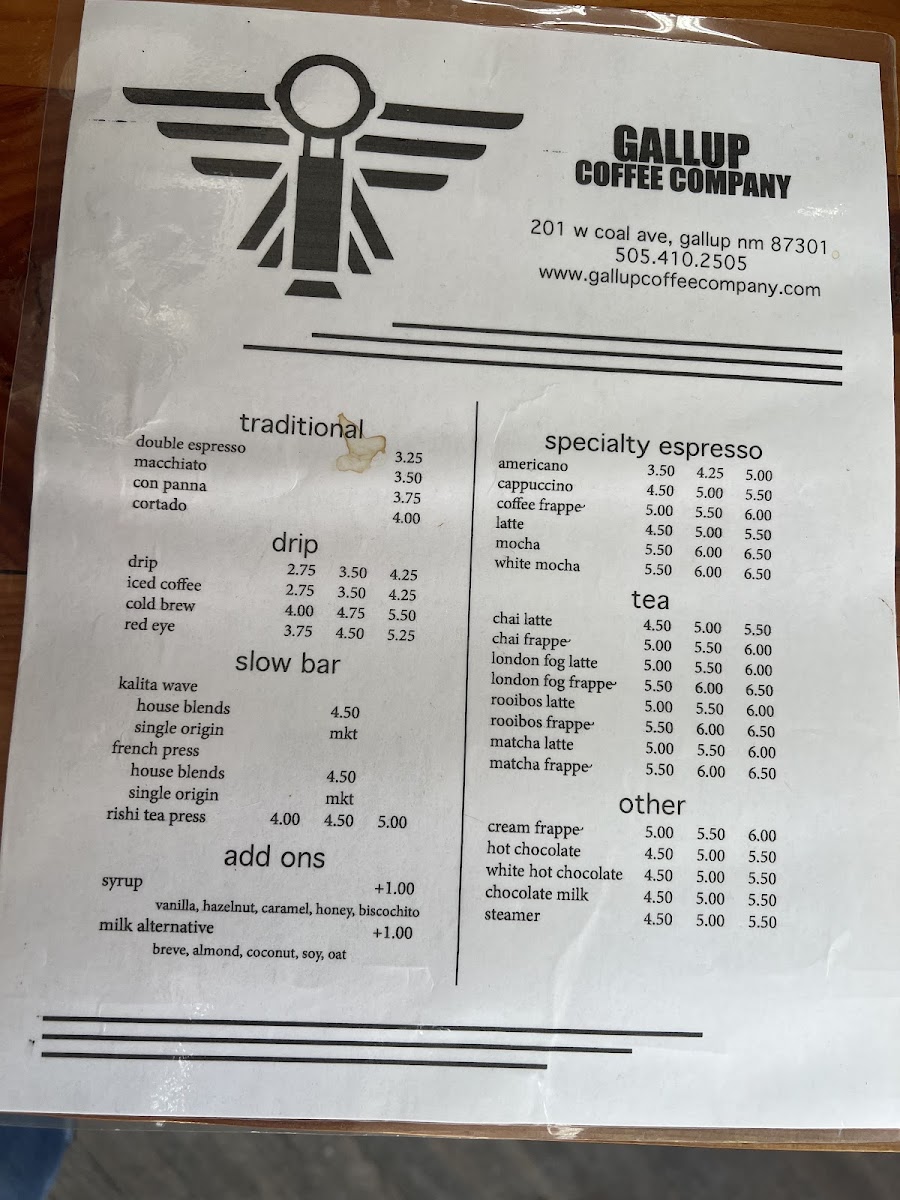 GALLUP
COFFEE COMPANY
201 w coal ave, gallup nm 87301
505.410.2505
www.gallupcoffeecompany.com
traditional
double espresso 3.25
macchiato 3.50
con panna 3.75
cortado 4.00
drip
drip 2.75 3.50 4.25
iced coffee 2.75 3.50 4.25
cold brew 4.00 4.75 5.50
red eye 3.75 4.50 5.25
slow bar
kalita wave
house blends 4.50
single origin mkt
french press
house blends 4.50
single origin mkt
rishi tea press 4.00 4.50 5.00
add ons
syrup +1.00
vanilla, hazelnut, caramel, honey, biscochito
milk alternative +1.00
breve, almond, coconut, soy, oat
specialty espresso
americano 3.50 4.25 5.00
cappuccino 4.50 5.00 5.50
coffee frappe 5.00 5.50 6.00
latte 4.50 5.00 5.50
mocha 5.50 6.00 6.50
white mocha 5.50 6.00 6.50
tea
chai latte 4.50 5.00 5.50
chai frappe 5.00 5.50 6.00
london fog latte 5.00 5.50 6.00
london fog frappe 5.50 6.00 6.50
rooibos latte 5.00 5.50 6.00
rooibos frappe 5.50 6.00 6.50
matcha latte 5.00 5.50 6.00
matcha frappe 5.50 6.00 6.50
other
cream frappe 5.00 5.50 6.00
hot chocolate 4.50 5.00 5.50
white hot chocolate 4.50 5.00 5.50
chocolate milk 4.50 5.00 5.50
steamer 4.50 5.00 5.50